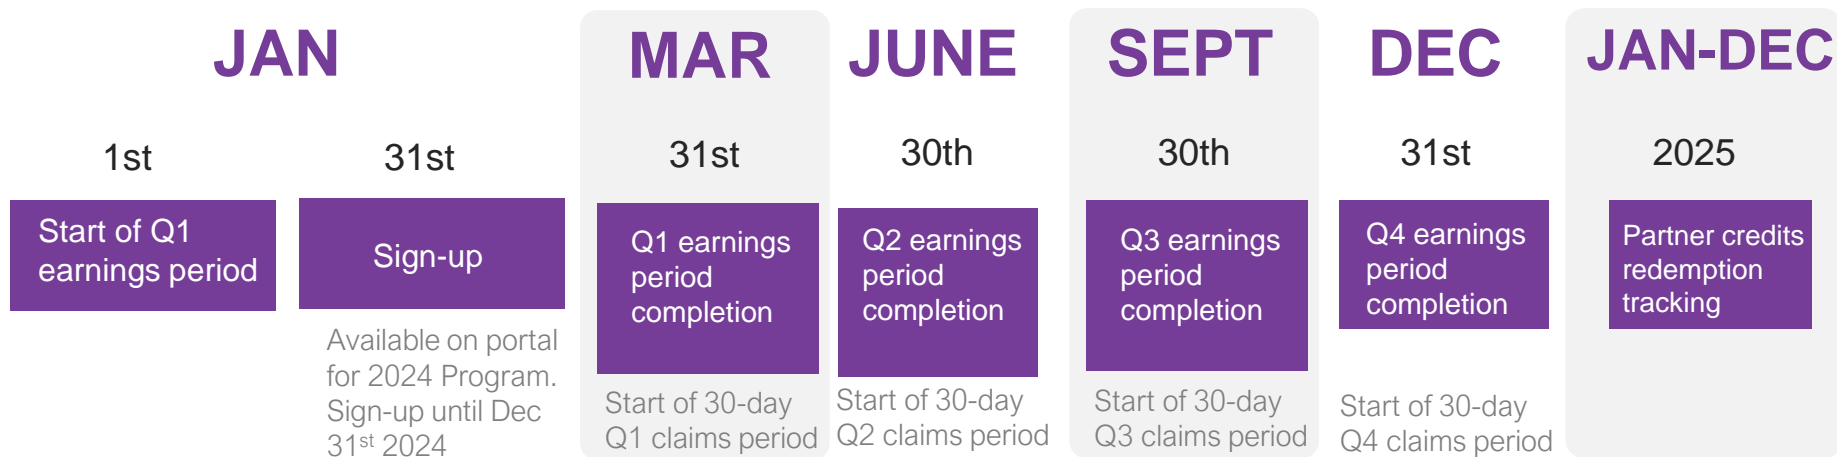 JAN
1st
Start of Q1
earnings period
31st
Sign-up
Available on portal
for 2024 Program.
Sign-up until Dec
31st 2024
MAR
31st
Q1 earnings
period
completion
Start of 30-day
Q1 claims period
JUNE
30th
Q2 earnings
period
completion
Start of 30-day
Q2 claims period
SEPT
30th
Q3 earnings
period
completion
Start of 30-day
Q3 claims period
DEC
31st
Q4 earnings
period
completion
Start of 30-day
Q4 claims period
JAN-DEC
2025
Partner credits
redemption
tracking